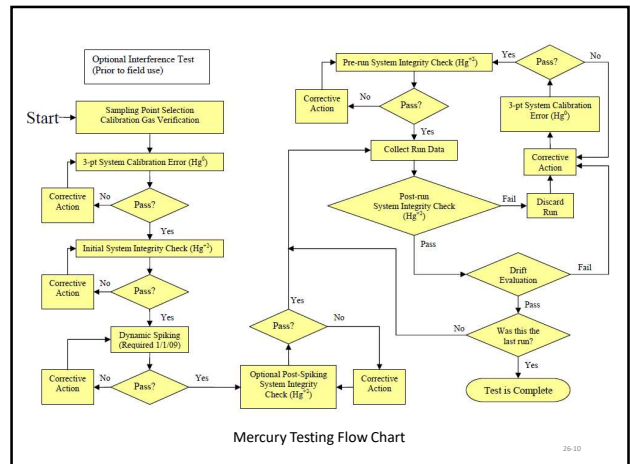 Optional Interference Test
(Prior to field use)
Start
Sampling Point Selection
Calibration Gas Verification
3-pt System Calibration Error (Hg⁰)
Corrective
Action
No
Pass?
Yes
Initial System Integrity Check (Hg⁺²)
Corrective
Action
No
Pass?
Yes
Dynamic Spiking
(Required 1/1/09)
Corrective
Action
No
Pass?
Yes
Optional Post-Spiking
System Integrity
Check (Hg⁺²)
Corrective
Action
No
Pass?
Yes
Pre-run System Integrity Check (Hg⁺²)
Corrective
Action
No
Pass?
Yes
Collect Run Data
Post-run
System Integrity Check
(Hg⁺²)
Fail
Discard
Run
Pass
Corrective
Action
3-pt System Calibration
Error (Hg⁰)
Yes
Pass?
No
Drift
Evaluation
Fail
Pass
No
Was this the
last run?
Yes
Test is Complete
Mercury Testing Flow Chart
26-10